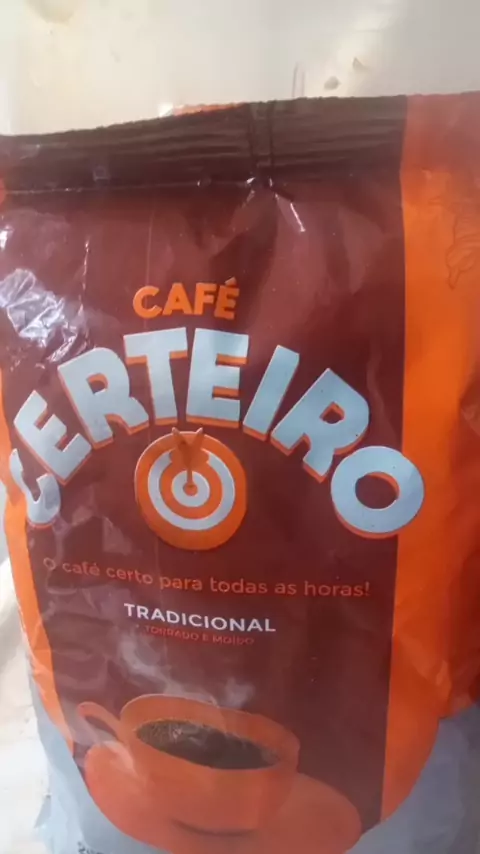 CAFÉ
CERTEIRO
O café certo para todas as horas!
TRADICIONAL
TORRADO E MOÍDO